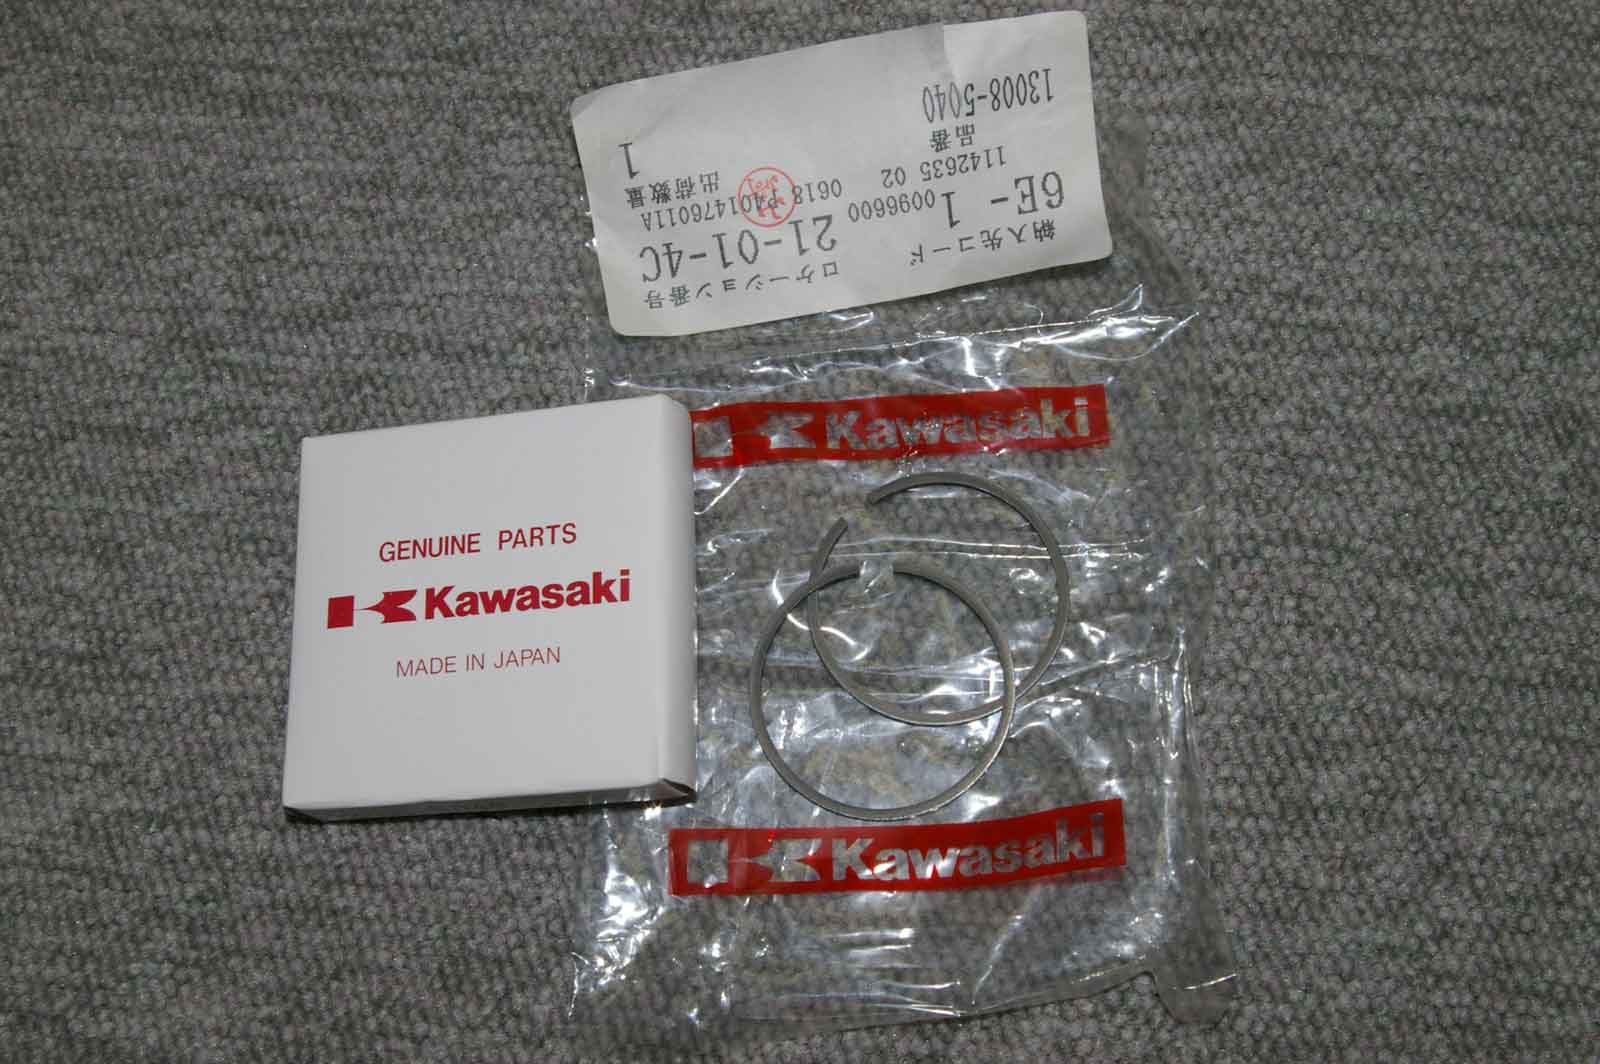 納入先コード
ロケーション番号
6E- 1
21-01-4C
0096600
0618
P401476011A
1142635 02
品番
出荷数量
13008-5040
1
Kawasaki
GENUINE PARTS
Kawasaki
MADE IN JAPAN
Kawasaki